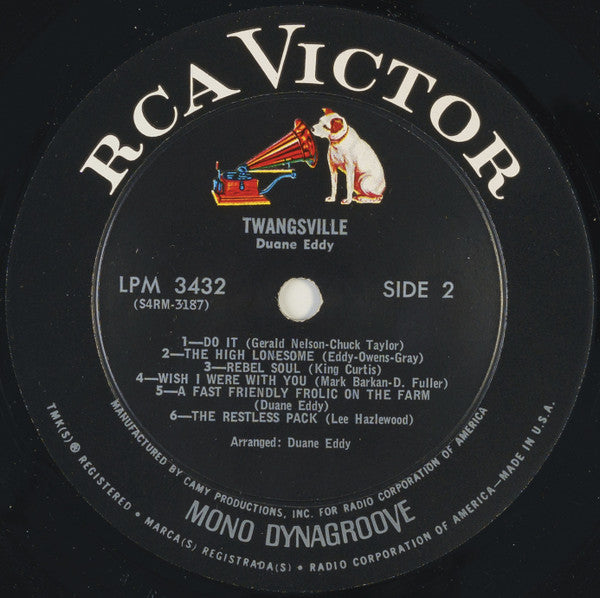 RCA VICTOR
TWANGSVILLE
Duane Eddy
LPM 3432
(S4RM-3187)
SIDE 2
1—DO IT (Gerald Nelson-Chuck Taylor)
2—THE HIGH LONESOME (Eddy-Owens-Gray)
3—REBEL SOUL (King Curtis)
4—WISH I WERE WITH YOU (Mark Barkan-D. Fuller)
5—A FAST FRIENDLY FROLIC ON THE FARM
(Duane Eddy)
6—THE RESTLESS PACK (Lee Hazlewood)
Arranged: Duane Eddy
MANUFACTURED BY CAMY PRODUCTIONS, INC. FOR RADIO CORPORATION OF AMERICA
MONO DYNAGROOVE
TMK(S) ® REGISTERED • MARCA(S) REGISTRADA(S) • RADIO CORPORATION OF AMERICA—MADE IN U.S.A.